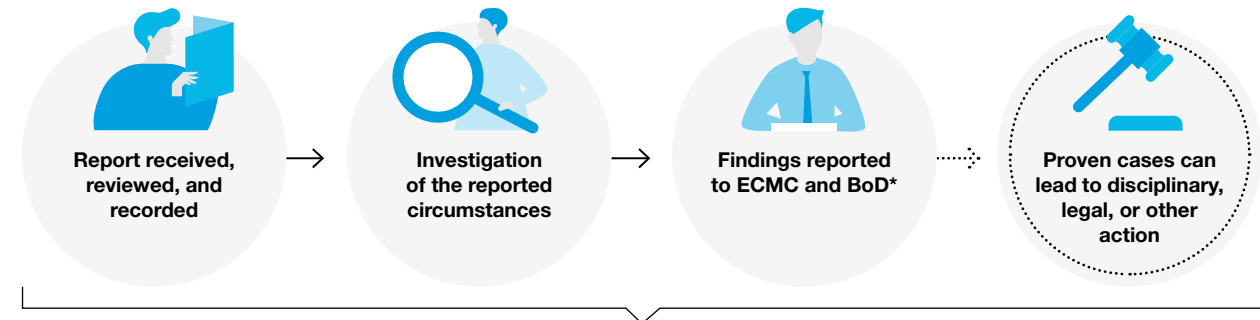 Report received,
reviewed, and
recorded
Investigation
of the reported
circumstances
Findings reported
to ECMC and BoD*
Proven cases can
lead to disciplinary,
legal, or other
action